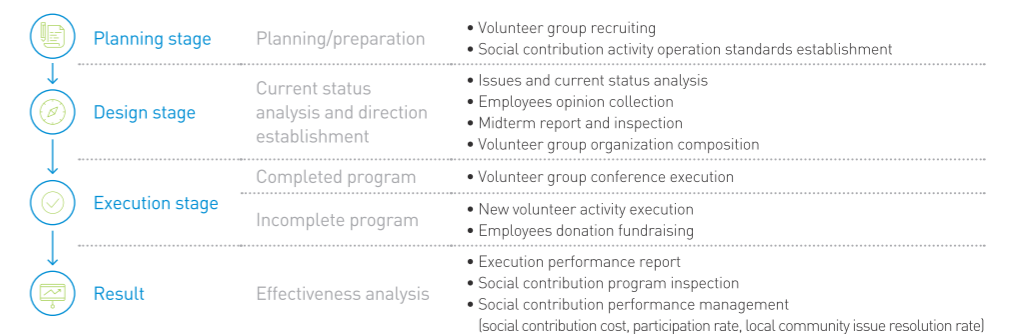 Planning stage
Planning/preparation
• Volunteer group recruiting
• Social contribution activity operation standards establishment
Design stage
Current status
analysis and direction
establishment
• Issues and current status analysis
• Employees opinion collection
• Midterm report and inspection
• Volunteer group organization composition
Execution stage
Completed program
• Volunteer group conference execution
Incomplete program
• New volunteer activity execution
• Employees donation fundraising
Result
Effectiveness analysis
• Execution performance report
• Social contribution program inspection
• Social contribution performance management
(social contribution cost, participation rate, local community issue resolution rate)